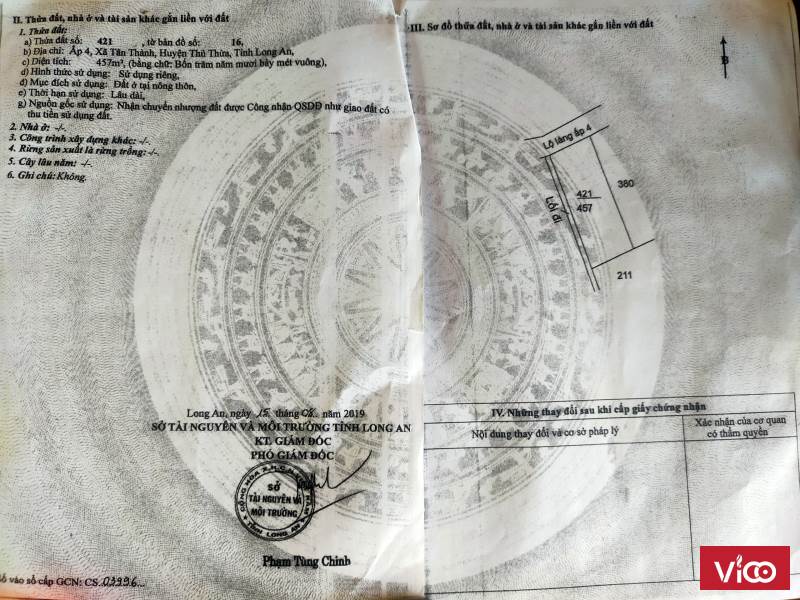 II. Thửa đất, nhà ở và tài sản khác gắn liền với đất
1. Thửa đất:
a) Thửa đất số: 421 , tờ bản đồ số: 16,
b) Địa chỉ: Ấp 4, Xã Tân Thành, Huyện Thủ Thừa, Tỉnh Long An,
c) Diện tích: 457m², (bằng chữ: Bốn trăm năm mươi bảy mét vuông),
d) Hình thức sử dụng: Sử dụng riêng,
đ) Mục đích sử dụng: Đất ở tại nông thôn,
e) Thời hạn sử dụng: Lâu dài,
g) Nguồn gốc sử dụng: Nhận chuyển nhượng đất được Công nhận QSDĐ như giao đất có
thu tiền sử dụng đất.
2. Nhà ở: -/-.
3. Công trình xây dựng khác: -/-.
4. Rừng sản xuất là rừng trồng: -/-.
5. Cây lâu năm: -/-.
6. Ghi chú: Không.
Long An, ngày 15 tháng 08 năm 2019
SỞ TÀI NGUYÊN VÀ MÔI TRƯỜNG TỈNH LONG AN
KT. GIÁM ĐỐC
PHÓ GIÁM ĐỐC
SỞ
TÀI NGUYÊN VÀ
MÔI TRƯỜNG
TỈNH LONG AN
Phạm Tùng Chinh
Số vào sổ cấp GCN: CS 03996
III. Sơ đồ thửa đất, nhà ở và tài sản khác gắn liền với đất
B
Lộ làng ấp 4
380
421
457
Lối đi
211
IV. Những thay đổi sau khi cấp giấy chứng nhận
Nội dung thay đổi và cơ sở pháp lý
Xác nhận của cơ quan
có thẩm quyền
Vico